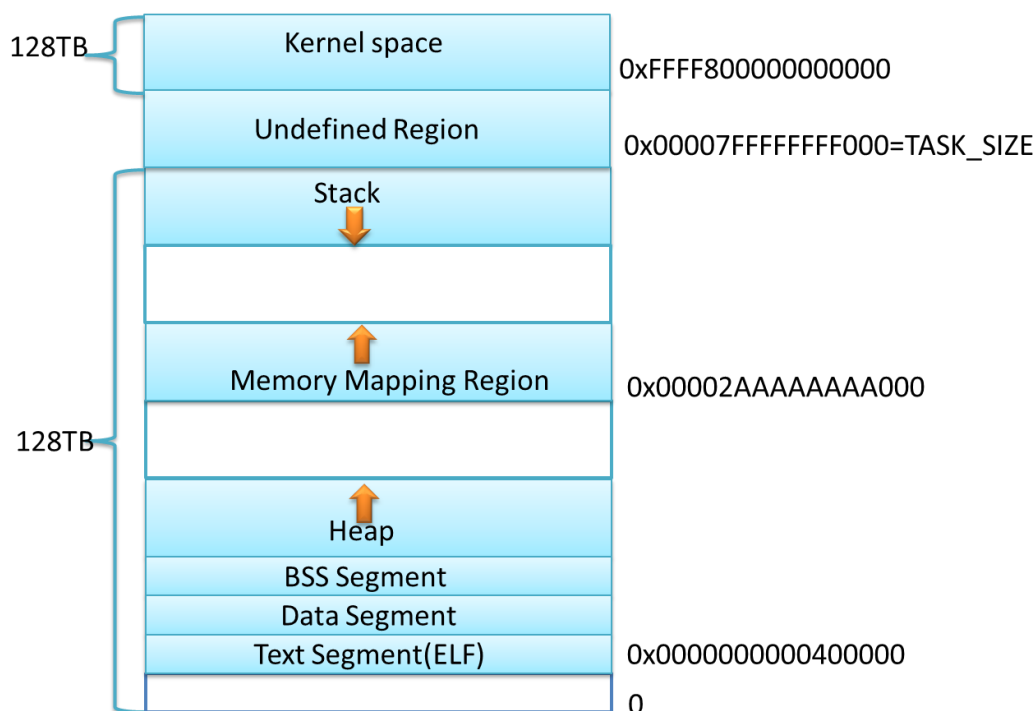 128TB
Kernel space
0xFFFF800000000000
Undefined Region
0x00007FFFFFFFF000=TASK_SIZE
Stack
Memory Mapping Region
0x00002AAAAAAAA000
128TB
Heap
BSS Segment
Data Segment
Text Segment(ELF)
0x0000000000400000
0